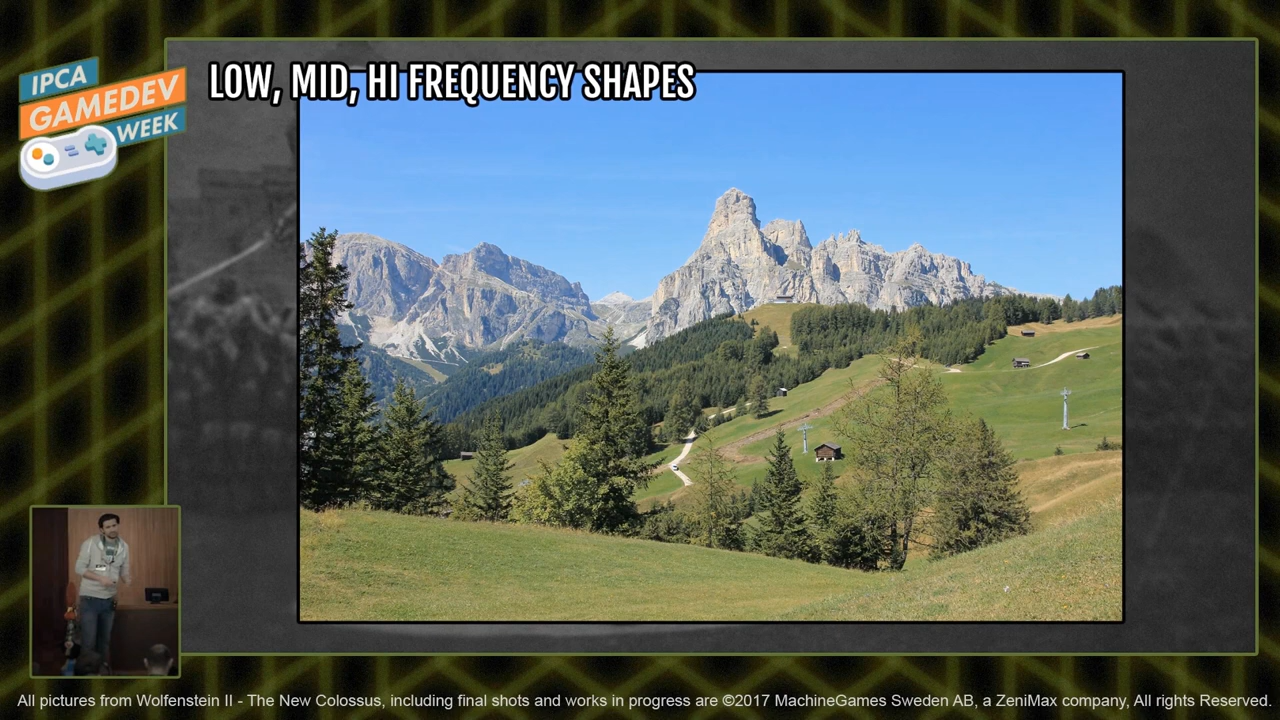 IPCA
GAMEDEV
WEEK
LOW, MID, HI FREQUENCY SHAPES
All pictures from Wolfenstein II - The New Colossus, including final shots and works in progress are ©2017 MachineGames Sweden AB, a ZeniMax company, All rights Reserved.